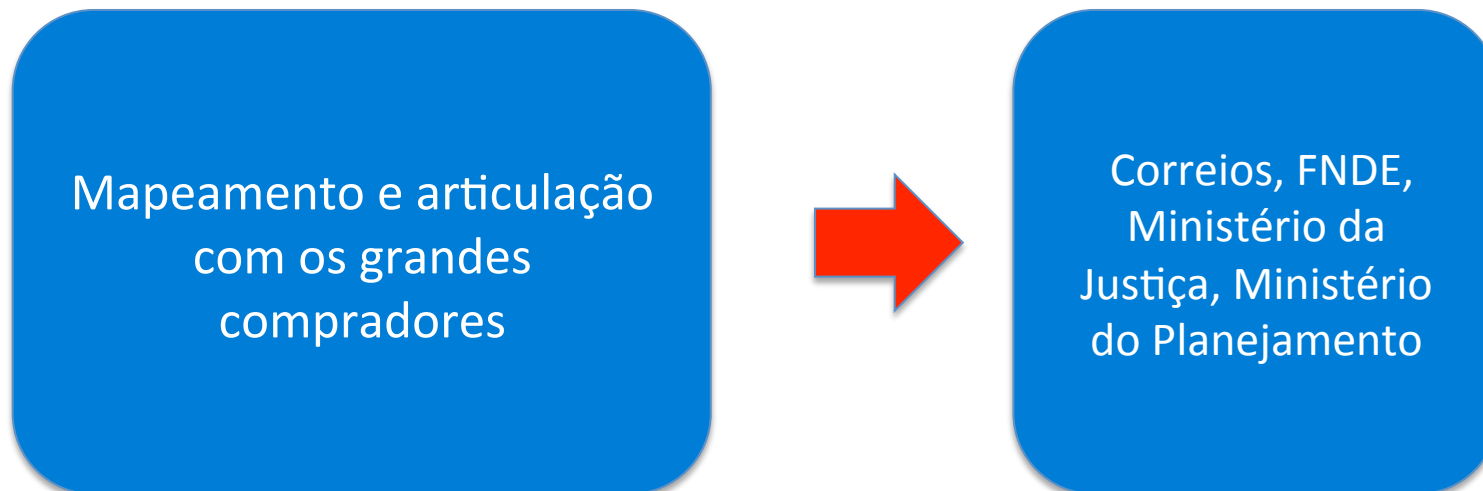 Mapeamento e articulação
com os grandes
compradores
Correios, FNDE,
Ministério da
Justiça, Ministério
do Planejamento